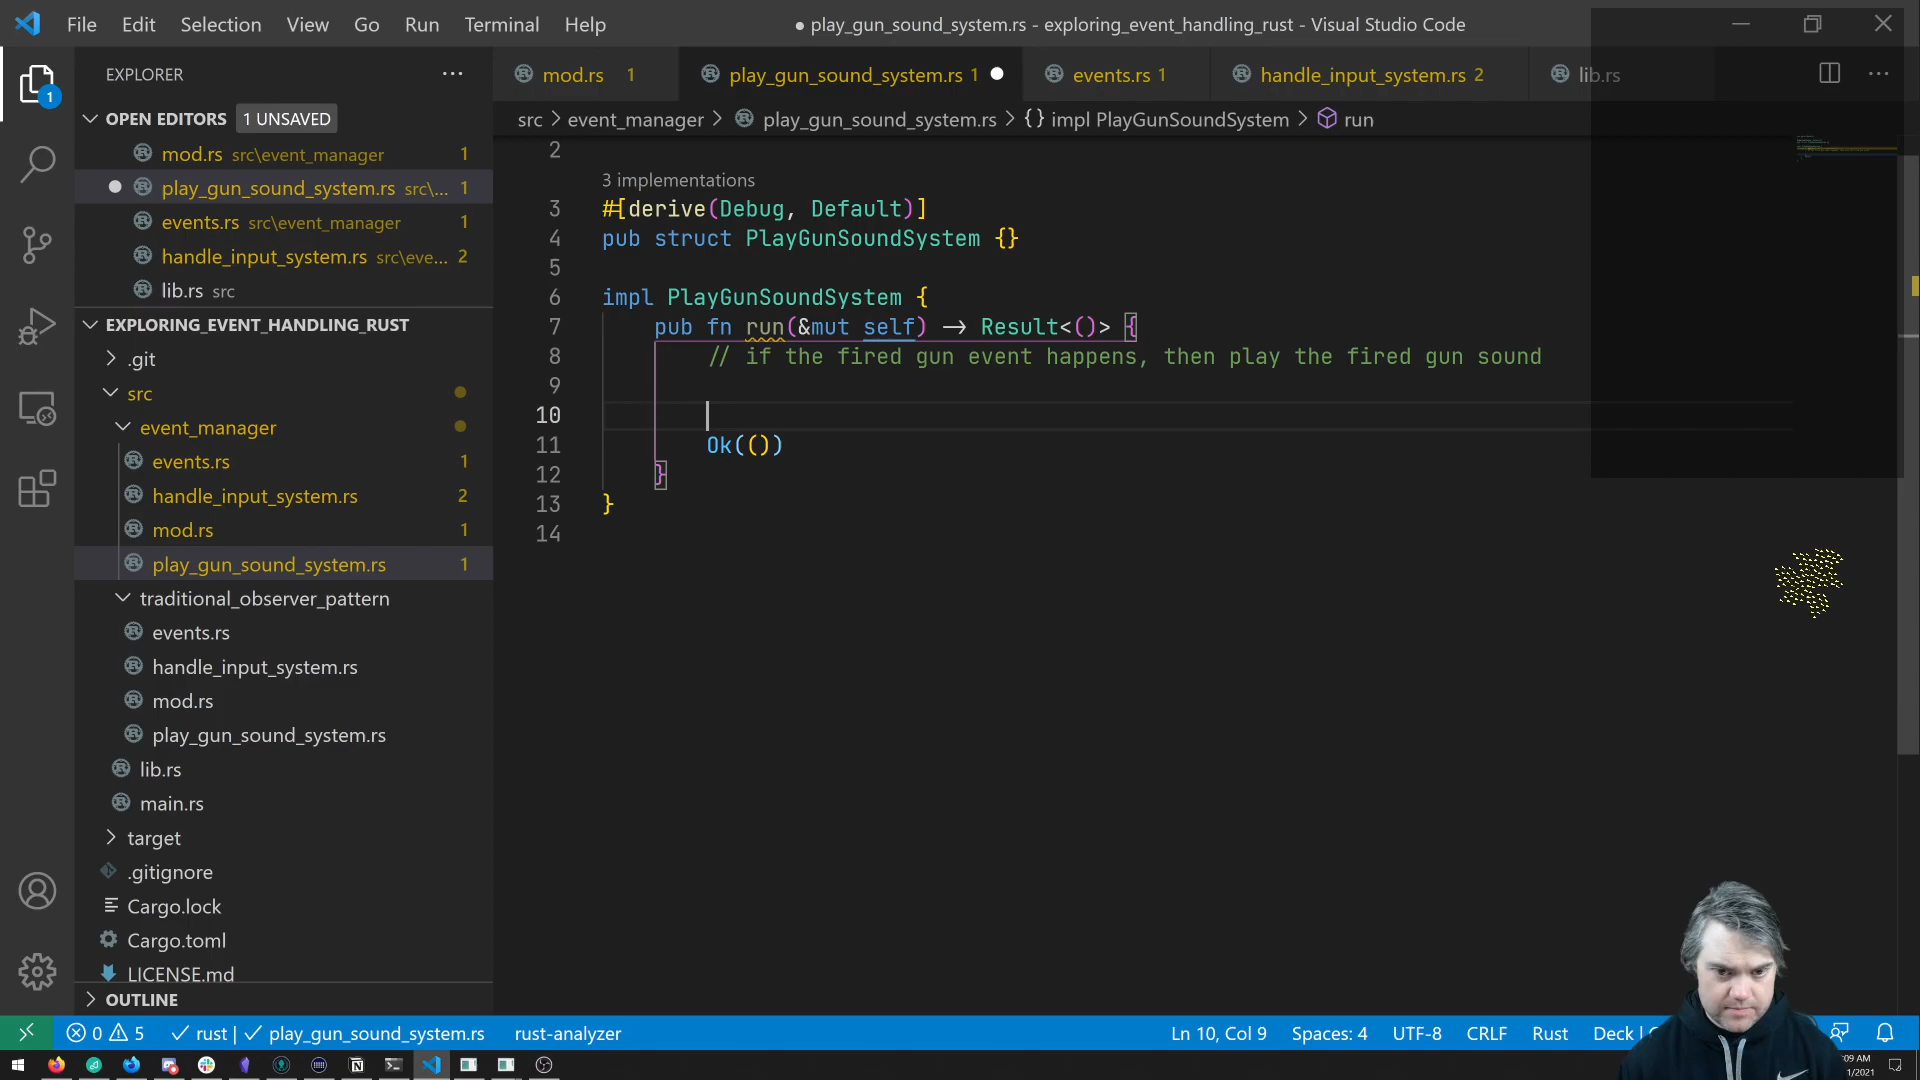 File Edit Selection View Go Run Terminal Help ● play_gun_sound_system.rs - exploring_event_handling_rust - Visual Studio Code
EXPLORER ···
mod.rs 1 play_gun_sound_system.rs 1 events.rs 1 handle_input_system.rs 2 lib.rs ···
OPEN EDITORS 1 UNSAVED
src > event_manager > play_gun_sound_system.rs > {} impl PlayGunSoundSystem > run
mod.rs src\event_manager 1
play_gun_sound_system.rs src\... 1
events.rs src\event_manager 1
handle_input_system.rs src\eve... 2
lib.rs src
EXPLORING_EVENT_HANDLING_RUST
.git
src
event_manager
events.rs 1
handle_input_system.rs 2
mod.rs 1
play_gun_sound_system.rs 1
traditional_observer_pattern
events.rs
handle_input_system.rs
mod.rs
play_gun_sound_system.rs
lib.rs
main.rs
target
.gitignore
Cargo.lock
Cargo.toml
LICENSE.md
OUTLINE
1
2
3 implementations
3 #[derive(Debug, Default)]
4 pub struct PlayGunSoundSystem {}
5
6 impl PlayGunSoundSystem {
7 pub fn run(&mut self) -> Result<()> {
8 // if the fired gun event happens, then play the fired gun sound
9
10
11 Ok(())
12 }
13 }
14
0 5 rust | play_gun_sound_system.rs rust-analyzer Ln 10, Col 9 Spaces: 4 UTF-8 CRLF Rust Deck |
:09 AM
1/2021